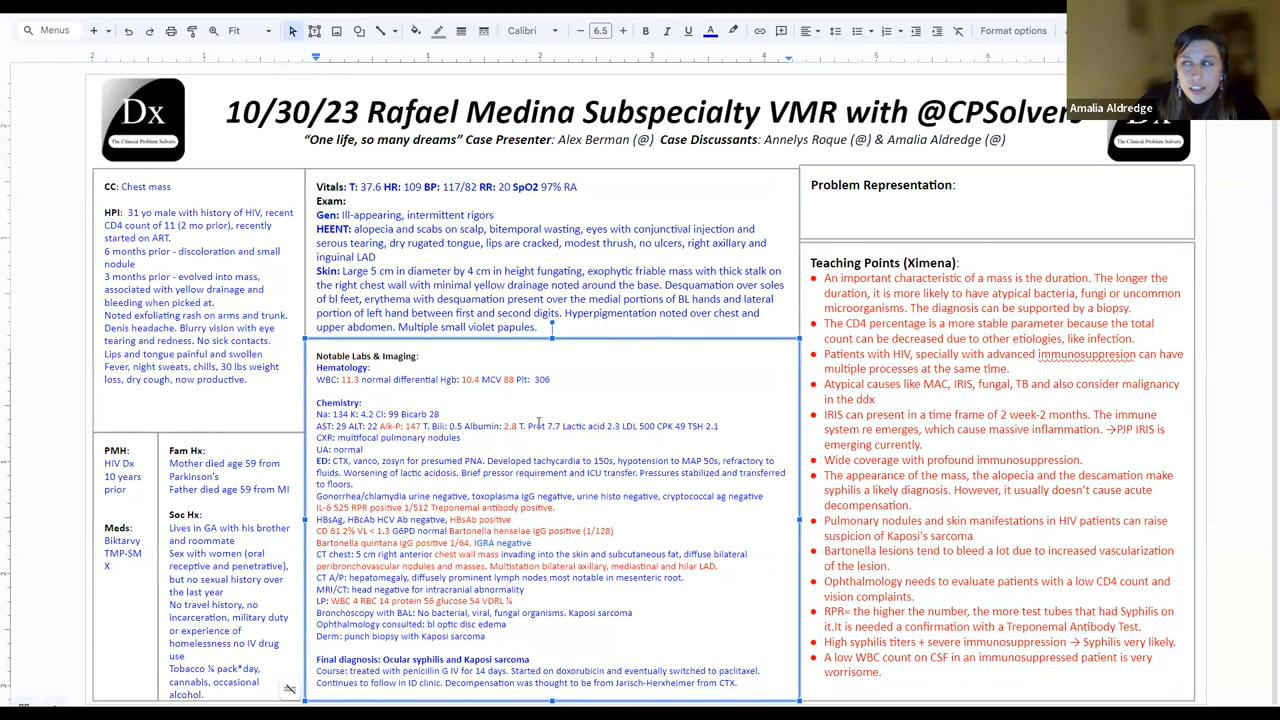 Menus
Fit
Calibri
6.5
Format options
2
1
1
2
3
4
Amalia Aldredge
Dx
The Clinical Problem Solvers
10/30/23 Rafael Medina Subspecialty VMR with @CPSolvers
“One life, so many dreams” Case Presenter: Alex Berman (@) Case Discussants: Annelys Roque (@) & Amalia Aldredge (@)
The Clinical Problem Solvers
CC: Chest mass
HPI: 31 yo male with history of HIV, recent
CD4 count of 11 (2 mo prior), recently
started on ART.
6 months prior - discoloration and small
nodule
3 months prior - evolved into mass,
associated with yellow drainage and
bleeding when picked at.
Noted exfoliating rash on arms and trunk.
Denis headache. Blurry vision with eye
tearing and redness. No sick contacts.
Lips and tongue painful and swollen
Fever, night sweats, chills, 30 lbs weight
loss, dry cough, now productive.
PMH:
HIV Dx
10 years
prior
Meds:
Biktarvy
TMP-SM
X
Fam Hx:
Mother died age 59 from
Parkinson’s
Father died age 59 from MI
Soc Hx:
Lives in GA with his brother
and roommate
Sex with women (oral
receptive and penetrative),
but no sexual history over
the last year
No travel history, no
incarceration, military duty
or experience of
homelessness no IV drug
use
Tobacco ¼ pack*day,
cannabis, occasional
alcohol.
Vitals: T: 37.6 HR: 109 BP: 117/82 RR: 20 SpO2 97% RA
Exam:
Gen: Ill-appearing, intermittent rigors
HEENT: alopecia and scabs on scalp, bitemporal wasting, eyes with conjunctival injection and
serous tearing, dry rugated tongue, lips are cracked, modest thrush, no ulcers, right axillary and
inguinal LAD
Skin: Large 5 cm in diameter by 4 cm in height fungating, exophytic friable mass with thick stalk on
the right chest wall with minimal yellow drainage noted around the base. Desquamation over soles
of bl feet, erythema with desquamation present over the medial portions of BL hands and lateral
portion of left hand between first and second digits. Hyperpigmentation noted over chest and
upper abdomen. Multiple small violet papules.
Notable Labs & Imaging:
Hematology:
WBC: 11.3 normal differential Hgb: 10.4 MCV 88 Plt: 306
Chemistry:
Na: 134 K: 4.2 Cl: 99 Bicarb 28
AST: 29 ALT: 22 Alk-P: 147 T. Bili: 0.5 Albumin: 2.8 T. Prot 7.7 Lactic acid 2.3 LDL 500 CPK 49 TSH 2.1
CXR: multifocal pulmonary nodules
UA: normal
ED: CTX, vanco, zosyn for presumed PNA. Developed tachycardia to 150s, hypotension to MAP 50s, refractory to
fluids. Worsening of lactic acidosis. Brief pressor requirement and ICU transfer. Pressures stabilized and transferred
to floors.
Gonorrhea/chlamydia urine negative, toxoplasma IgG negative, urine histo negative, cryptococcal ag negative
IL-6 525 RPR positive 1/512 Treponemal antibody positive.
HBsAg, HBcAb HCV Ab negative, HBsAb positive
CD 61 2% VL < 1.3 G6PD normal Bartonella henselae IgG positive (1/128)
Bartonella quintana IgG positive 1/64, IGRA negative
CT chest: 5 cm right anterior chest wall mass invading into the skin and subcutaneous fat, diffuse bilateral
peribronchovascular nodules and masses. Multistation bilateral axillary, mediastinal and hilar LAD.
CT A/P: hepatomegaly, diffusely prominent lymph nodes most notable in mesenteric root.
MRI/CT: head negative for intracranial abnormality
LP: WBC 4 RBC 14 protein 56 glucose 54 VDRL ¼
Bronchoscopy with BAL: No bacterial, viral, fungal organisms. Kaposi sarcoma
Ophthalmology consulted: bl optic disc edema
Derm: punch biopsy with Kaposi sarcoma
Final diagnosis: Ocular syphilis and Kaposi sarcoma
Course: treated with penicillin G IV for 14 days. Started on doxorubicin and eventually switched to paclitaxel.
Continues to follow in ID clinic. Decompensation was thought to be from Jarisch-Herxheimer from CTX.
Problem Representation:
Teaching Points (Ximena):
● An important characteristic of a mass is the duration. The longer the
duration, it is more likely to have atypical bacteria, fungi or uncommon
microorganisms. The diagnosis can be supported by a biopsy.
● The CD4 percentage is a more stable parameter because the total
count can be decreased due to other etiologies, like infection.
● Patients with HIV, specially with advanced immunosuppresion can have
multiple processes at the same time.
● Atypical causes like MAC, IRIS, fungal, TB and also consider malignancy
in the ddx
● IRIS can present in a time frame of 2 week-2 months. The immune
system re emerges, which cause massive inflammation. →PJP IRIS is
emerging currently.
● Wide coverage with profound immunosuppression.
● The appearance of the mass, the alopecia and the descamation make
syphilis a likely diagnosis. However, it usually doesn’t cause acute
decompensation.
● Pulmonary nodules and skin manifestations in HIV patients can raise
suspicion of Kaposi’s sarcoma
● Bartonella lesions tend to bleed a lot due to increased vascularization
of the lesion.
● Ophthalmology needs to evaluate patients with a low CD4 count and
vision complaints.
● RPR= the higher the number, the more test tubes that had Syphilis on
it.It is needed a confirmation with a Treponemal Antibody Test.
● High syphilis titers + severe immunosuppression → Syphilis very likely.
● A low WBC count on CSF in an immunosuppressed patient is very
worrisome.